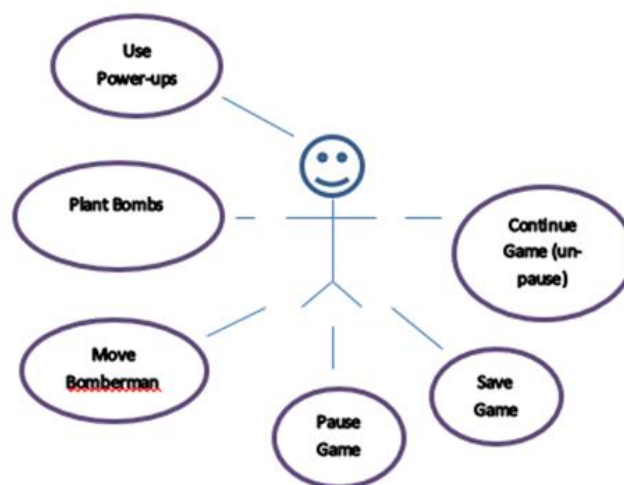 Use
Power-ups
Plant Bombs
Continue
Game (un-
pause)
Move
Bomberman
Save
Game
Pause
Game